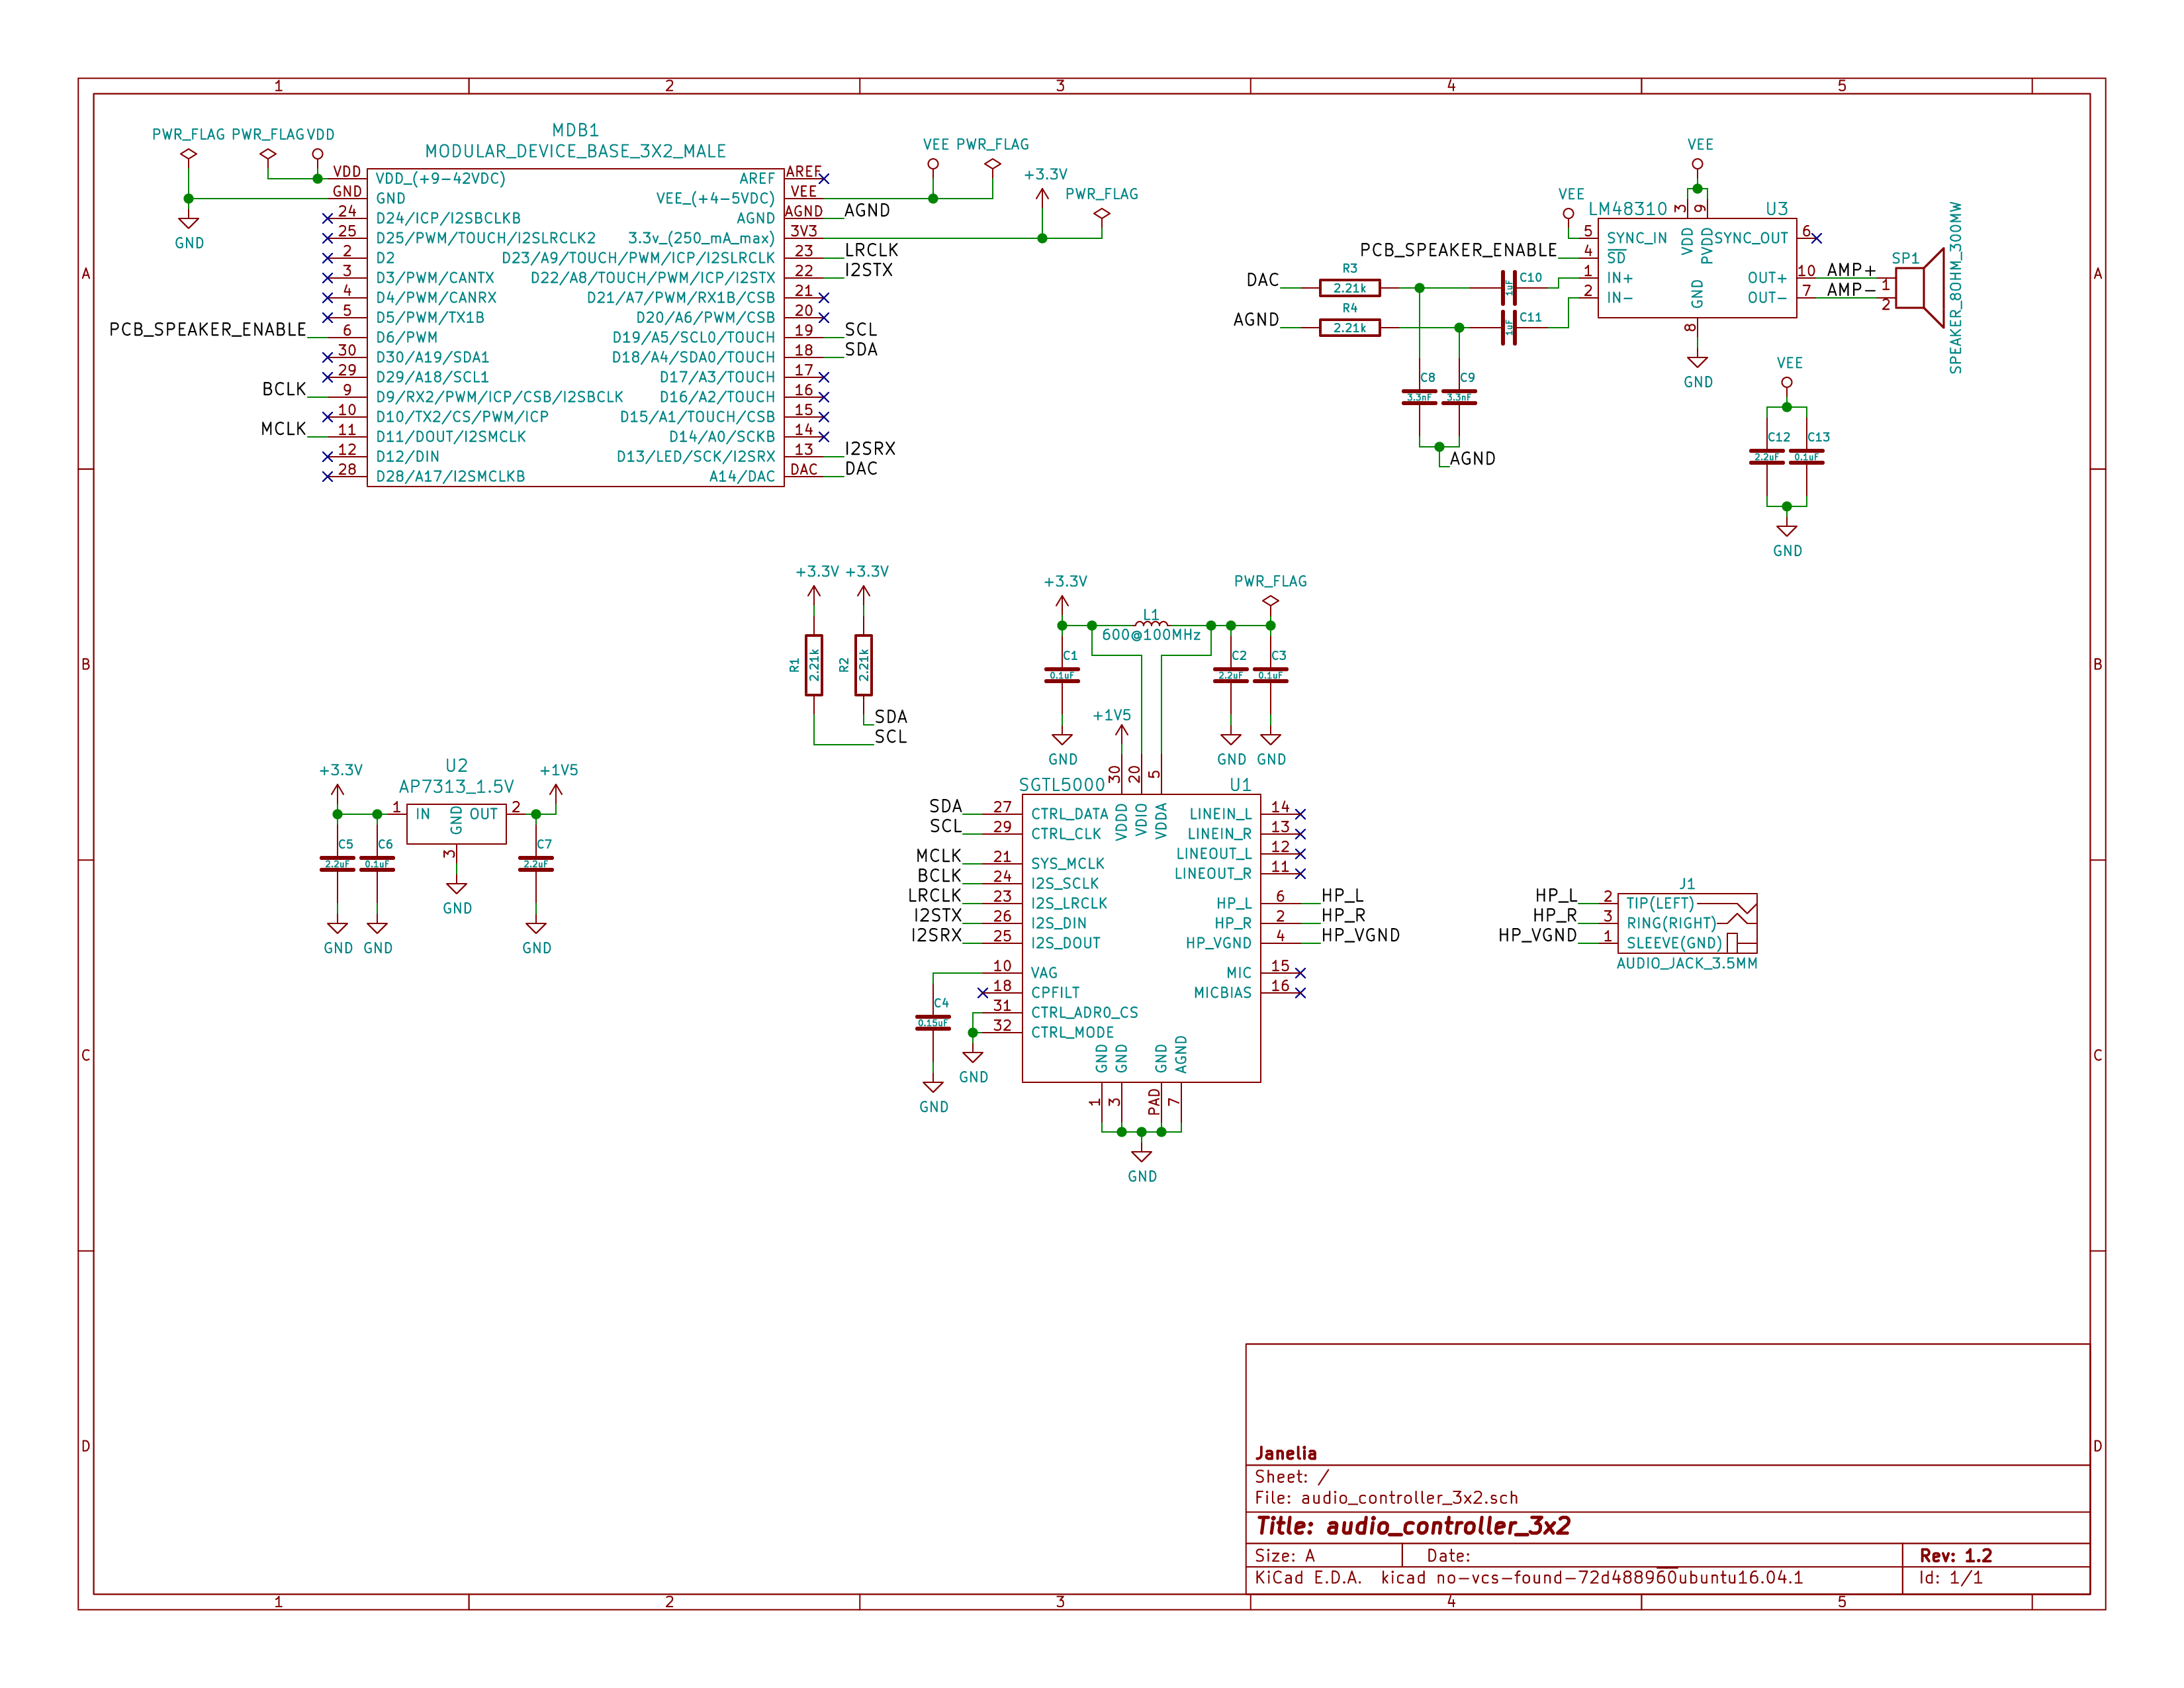 1 2 3 4 5
A
B
C
D
PWR_FLAG PWR_FLAG VDD
GND
MDB1
MODULAR_DEVICE_BASE_3X2_MALE
VDD VDD_(+9-42VDC)
GND GND
24 D24/ICP/I2SBCLKB
25 D25/PWM/TOUCH/I2SLRCLK2
2 D2
3 D3/PWM/CANTX
4 D4/PWM/CANRX
5 D5/PWM/TX1B
PCB_SPEAKER_ENABLE 6 D6/PWM
30 D30/A19/SDA1
29 D29/A18/SCL1
BCLK 9 D9/RX2/PWM/ICP/CSB/I2SBCLK
10 D10/TX2/CS/PWM/ICP
MCLK 11 D11/DOUT/I2SMCLK
12 D12/DIN
28 D28/A17/I2SMCLKB
AREF AREF
VEE_(+4-5VDC) VEE
AGND AGND AGND
3.3v_(250_mA_max) 3V3
D23/A9/TOUCH/PWM/ICP/I2SLRCLK 23 LRCLK
D22/A8/TOUCH/PWM/ICP/I2STX 22 I2STX
D21/A7/PWM/RX1B/CSB 21
D20/A6/PWM/CSB 20
D19/A5/SCL0/TOUCH 19 SCL
D18/A4/SDA0/TOUCH 18 SDA
D17/A3/TOUCH 17
D16/A2/TOUCH 16
D15/A1/TOUCH/CSB 15
D14/A0/SCKB 14
D13/LED/SCK/I2SRX 13 I2SRX
A14/DAC DAC DAC
VEE PWR_FLAG
+3.3V
PWR_FLAG
VEE
VEE
LM48310 U3
3 VDD
9 PVDD
5 SYNC_IN
PCB_SPEAKER_ENABLE 4 SD
1 IN+
2 IN-
SYNC_OUT 6
OUT+ 10 AMP+ 1
OUT- 7 AMP- 2
GND 8
GND
SP1
SPEAKER_8OHM_300MW
DAC R3 2.21k
AGND R4 2.21k
C10 1uF
C11 1uF
C8 3.3nF
C9 3.3nF
AGND
VEE
C12 2.2uF
C13 0.1uF
GND
+3.3V +3.3V
R1 2.21k
R2 2.21k
SDA
SCL
+3.3V
PWR_FLAG
L1
600@100MHz
C1 0.1uF
C2 2.2uF
C3 0.1uF
+1V5
GND GND GND
U2
AP7313_1.5V
+3.3V
+1V5
1 IN
GND 3
OUT 2
C5 2.2uF
C6 0.1uF
C7 2.2uF
GND GND GND GND
SGTL5000 U1
30 VDDD
20 VDIO
5 VDDA
SDA 27 CTRL_DATA
SCL 29 CTRL_CLK
MCLK 21 SYS_MCLK
BCLK 24 I2S_SCLK
LRCLK 23 I2S_LRCLK
I2STX 26 I2S_DIN
I2SRX 25 I2S_DOUT
10 VAG
18 CPFILT
31 CTRL_ADR0_CS
32 CTRL_MODE
LINEIN_L 14
LINEIN_R 13
LINEOUT_L 12
LINEOUT_R 11
HP_L 6 HP_L
HP_R 2 HP_R
HP_VGND 4 HP_VGND
MIC 15
MICBIAS 16
GND 1
GND 3
GND PAD
AGND 7
C4 0.15uF
GND
GND
GND
J1
HP_L 2 TIP(LEFT)
HP_R 3 RING(RIGHT)
HP_VGND 1 SLEEVE(GND)
AUDIO_JACK_3.5MM
Janelia
Sheet: /
File: audio_controller_3x2.sch
Title: audio_controller_3x2
Size: A Date: Rev: 1.2
KiCad E.D.A. kicad no-vcs-found-72d488960ubuntu16.04.1 Id: 1/1
A
B
C
D
1 2 3 4 5